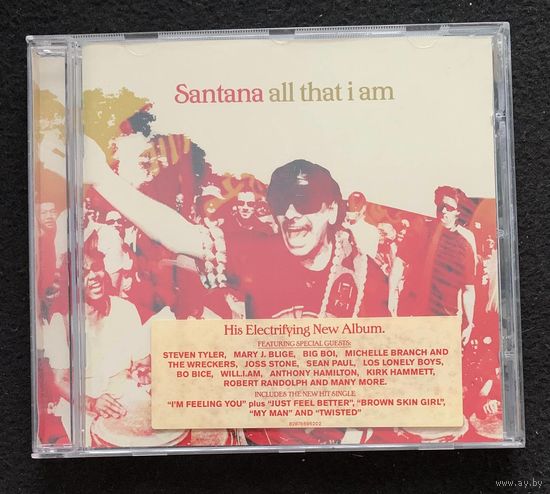 Santana all that i am
His Electrifying New Album.
FEATURING SPECIAL GUESTS:
STEVEN TYLER, MARY J. BLIGE, BIG BOI, MICHELLE BRANCH AND
THE WRECKERS, JOSS STONE, SEAN PAUL, LOS LONELY BOYS,
BO BICE, WILL.I.AM, ANTHONY HAMILTON, KIRK HAMMETT,
ROBERT RANDOLPH AND MANY MORE.
INCLUDES THE NEW HIT SINGLE
“I'M FEELING YOU” plus “JUST FEEL BETTER”, “BROWN SKIN GIRL”,
“MY MAN” AND “TWISTED”
www.ay.by